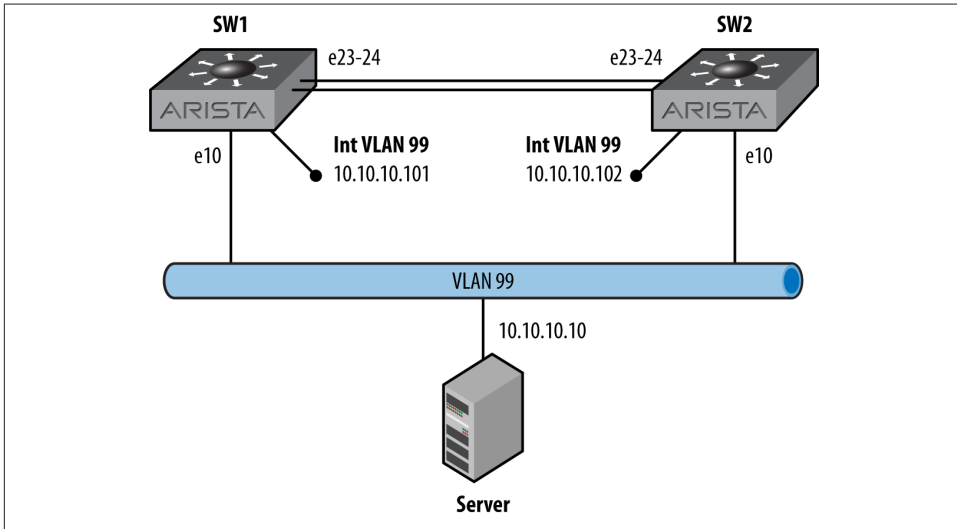 SW1
SW2
e23-24
e23-24
ARISTA
ARISTA
Int VLAN 99
10.10.10.101
Int VLAN 99
10.10.10.102
e10
e10
VLAN 99
10.10.10.10
Server